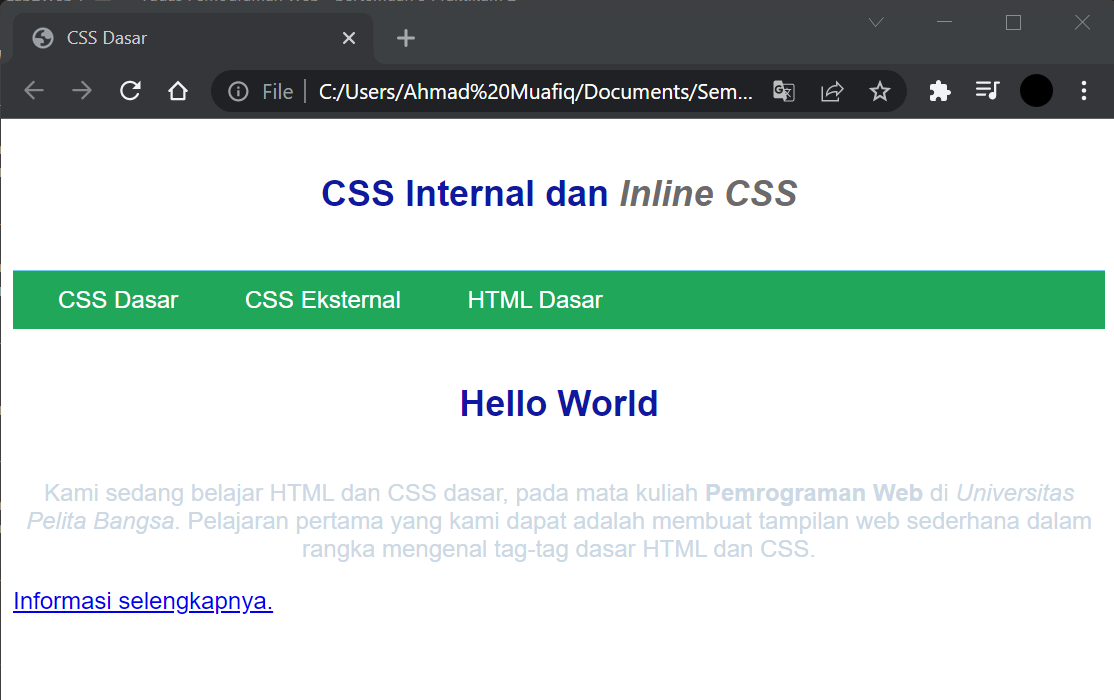 CSS Dasar
File
C:/Users/Ahmad%20Muafiq/Documents/Sem...
CSS Internal dan Inline CSS
CSS Dasar CSS Eksternal HTML Dasar
Hello World
Kami sedang belajar HTML dan CSS dasar, pada mata kuliah Pemrograman Web di Universitas
Pelita Bangsa. Pelajaran pertama yang kami dapat adalah membuat tampilan web sederhana dalam
rangka mengenal tag-tag dasar HTML dan CSS.
Informasi selengkapnya.